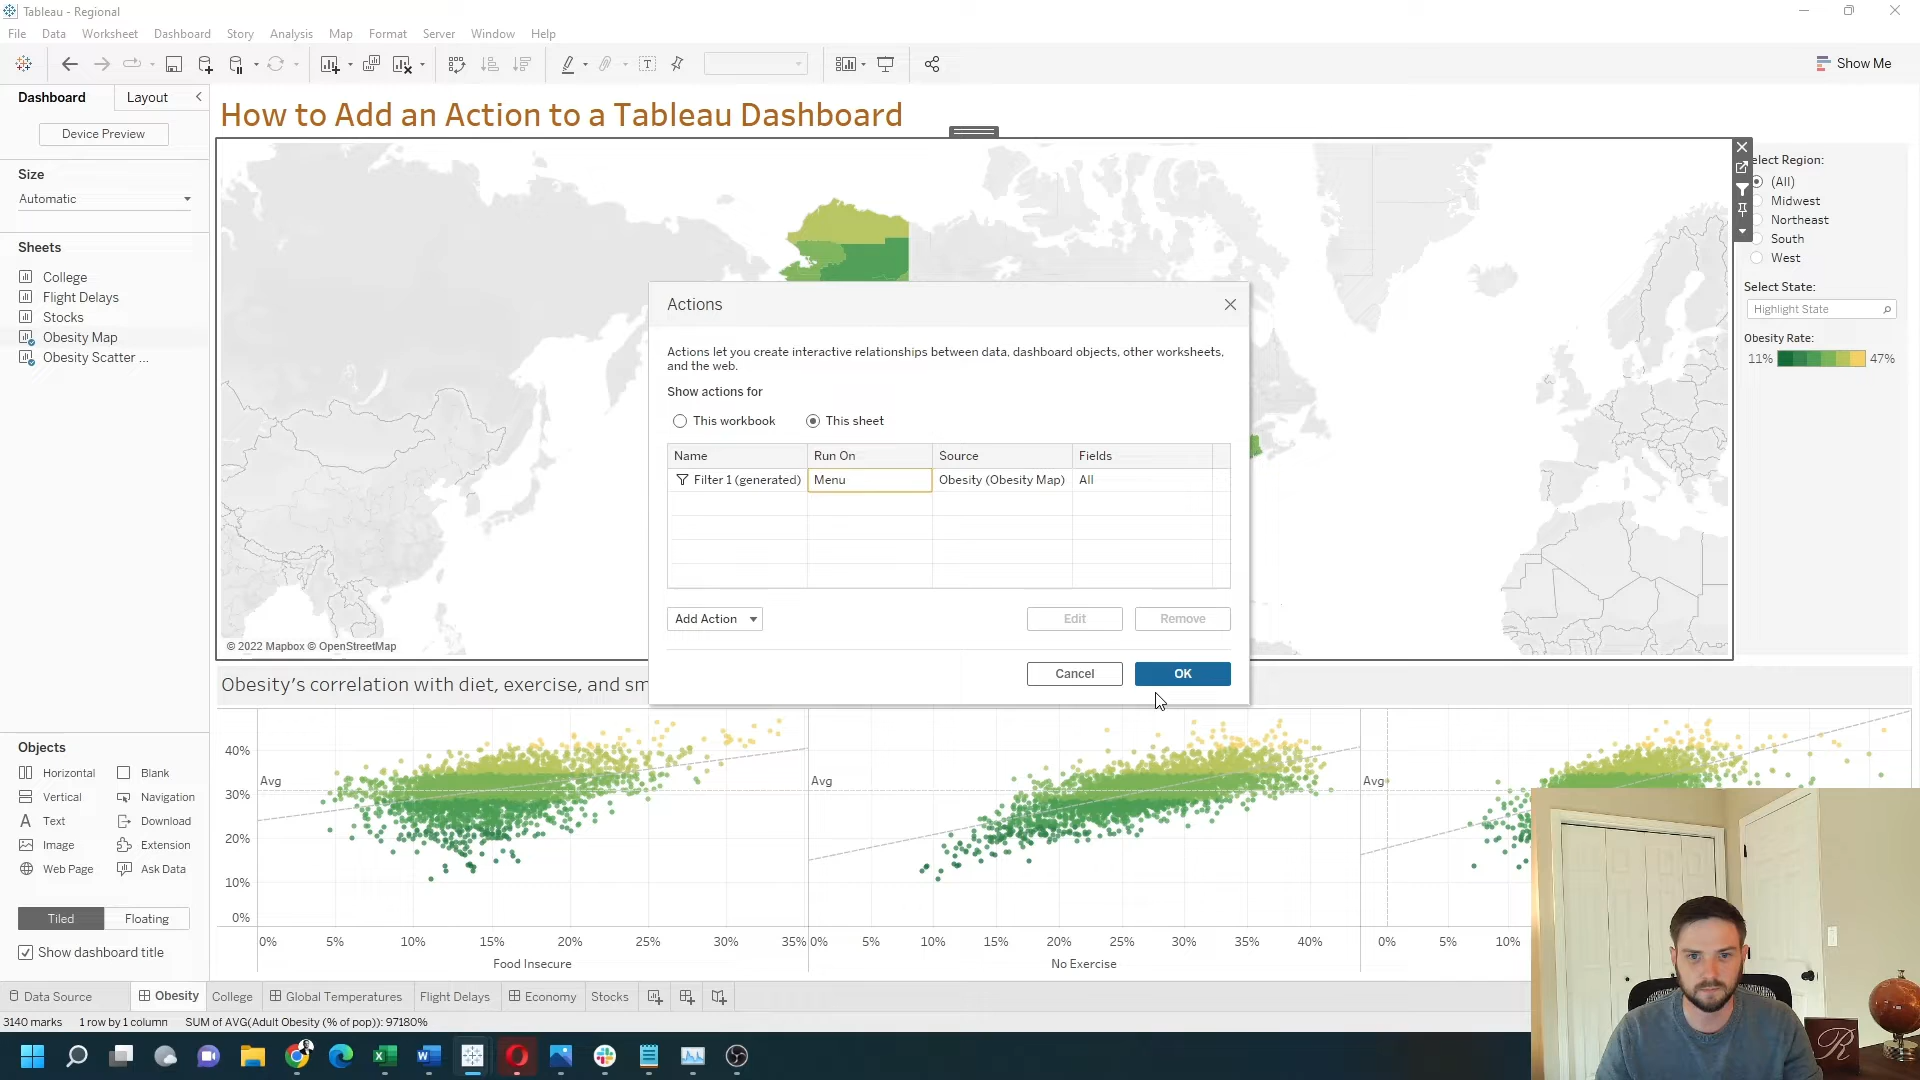 Tableau - Regional
File Data Worksheet Dashboard Story Analysis Map Format Server Window Help
Show Me
Dashboard Layout
Device Preview
Size
Automatic
Sheets
College
Flight Delays
Stocks
Obesity Map
Obesity Scatter ...
Objects
Horizontal Blank
Vertical Navigation
Text Download
Image Extension
Web Page Ask Data
Tiled Floating
Show dashboard title
How to Add an Action to a Tableau Dashboard
© 2022 Mapbox © OpenStreetMap
elect Region:
(All)
Midwest
Northeast
South
West
Select State:
Highlight State
Obesity Rate:
11% 47%
Actions
Actions let you create interactive relationships between data, dashboard objects, other worksheets,
and the web.
Show actions for
This workbook This sheet
Name Run On Source Fields
Filter 1 (generated) Menu Obesity (Obesity Map) All
Add Action Edit Remove
Cancel OK
Obesity's correlation with diet, exercise, and sm
40%
30%
20%
10%
0%
Avg Avg Avg
0% 5% 10% 15% 20% 25% 30% 35% 0% 5% 10% 15% 20% 25% 30% 35% 40% 0% 5% 10%
Food Insecure No Exercise
Data Source Obesity College Global Temperatures Flight Delays Economy Stocks
3140 marks 1 row by 1 column SUM of AVG(Adult Obesity (% of pop)): 97180%
R